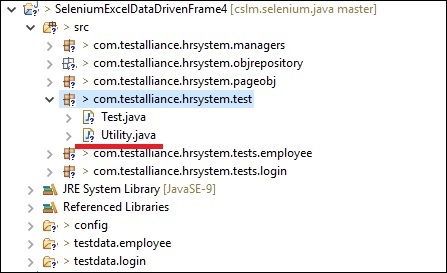 > SeleniumExcelDataDrivenFrame4 [cslm.selenium.java master]
> src
> com.testalliance.hrsystem.managers
> com.testalliance.hrsystem.objrepository
> com.testalliance.hrsystem.pageobj
> com.testalliance.hrsystem.test
> Test.java
> Utility.java
> com.testalliance.hrsystem.tests.employee
> com.testalliance.hrsystem.tests.login
JRE System Library [JavaSE-9]
Referenced Libraries
> config
testdata.employee
testdata.login